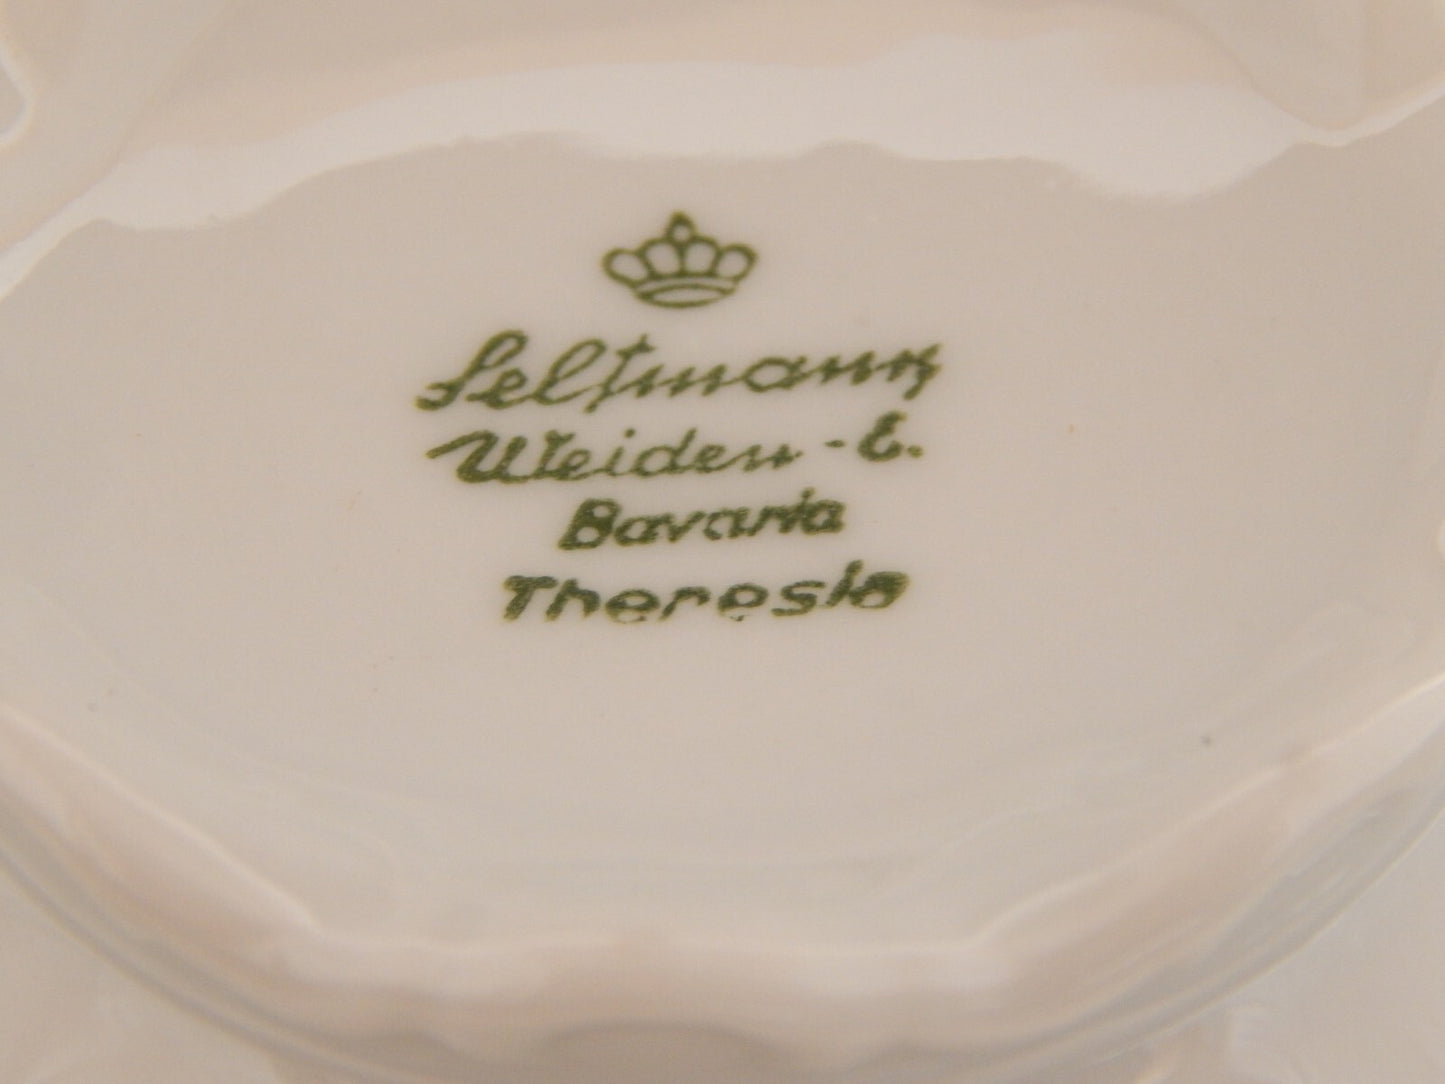 Seltmann
Weiden - E.
Bavaria
Theresia